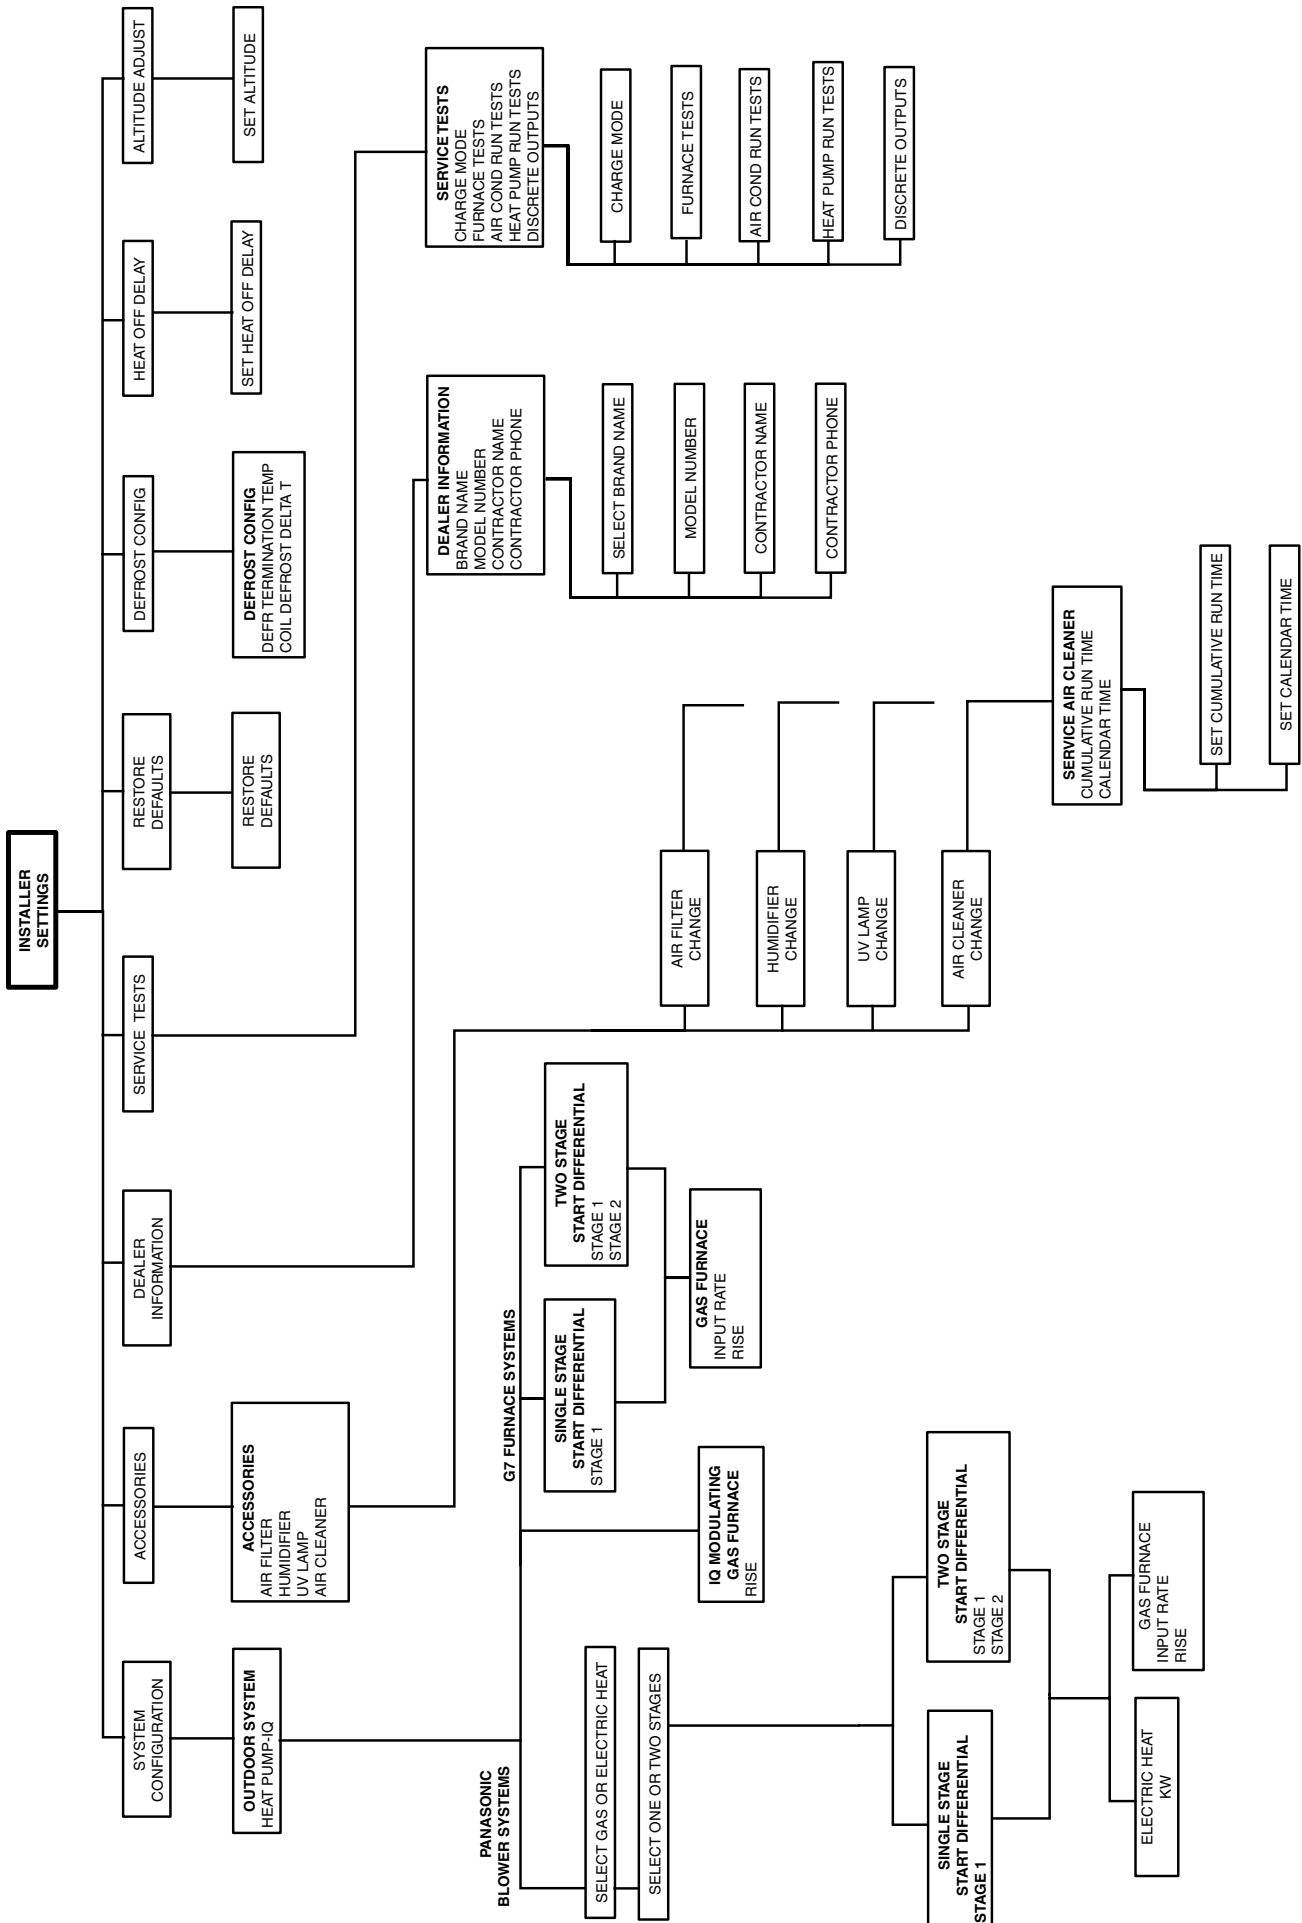 INSTALLER
SETTINGS
SYSTEM
CONFIGURATION
ACCESSORIES
DEALER
INFORMATION
SERVICE TESTS
RESTORE
DEFAULTS
DEFROST CONFIG
HEAT OFF DELAY
ALTITUDE ADJUST
OUTDOOR SYSTEM
HEAT PUMP-IQ
ACCESSORIES
AIR FILTER
HUMIDIFIER
UV LAMP
AIR CLEANER
RESTORE
DEFAULTS
DEFROST CONFIG
DEFR TERMINATION TEMP
COIL DEFROST DELTA T
SET HEAT OFF DELAY
SET ALTITUDE
DEALER INFORMATION
BRAND NAME
MODEL NUMBER
CONTRACTOR NAME
CONTRACTOR PHONE
SERVICE TESTS
CHARGE MODE
FURNACE TESTS
AIR COND RUN TESTS
HEAT PUMP RUN TESTS
DISCRETE OUTPUTS
SELECT BRAND NAME
MODEL NUMBER
CONTRACTOR NAME
CONTRACTOR PHONE
CHARGE MODE
FURNACE TESTS
AIR COND RUN TESTS
HEAT PUMP RUN TESTS
DISCRETE OUTPUTS
PANASONIC
BLOWER SYSTEMS
G7 FURNACE SYSTEMS
SELECT GAS OR ELECTRIC HEAT
SELECT ONE OR TWO STAGES
IQ MODULATING
GAS FURNACE
RISE
SINGLE STAGE
START DIFFERENTIAL
STAGE 1
TWO STAGE
START DIFFERENTIAL
STAGE 1
STAGE 2
GAS FURNACE
INPUT RATE
RISE
AIR FILTER
CHANGE
HUMIDIFIER
CHANGE
UV LAMP
CHANGE
AIR CLEANER
CHANGE
SERVICE AIR CLEANER
CUMULATIVE RUN TIME
CALENDAR TIME
SET CUMULATIVE RUN TIME
SET CALENDAR TIME
SINGLE STAGE
START DIFFERENTIAL
STAGE 1
TWO STAGE
START DIFFERENTIAL
STAGE 1
STAGE 2
ELECTRIC HEAT
KW
GAS FURNACE
INPUT RATE
RISE